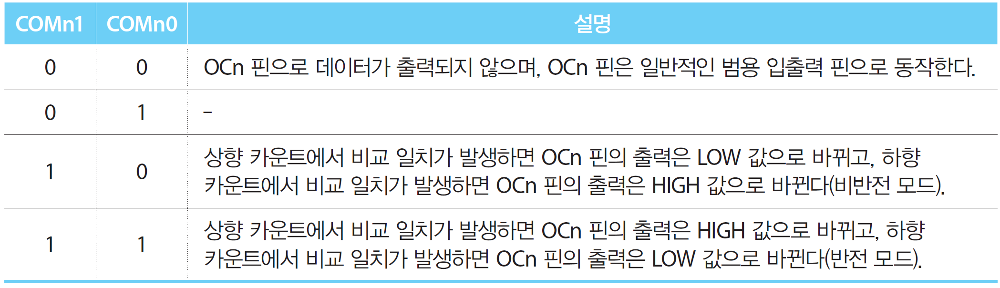 COMn1 COMn0 설명
0 0 OCn 핀으로 데이터가 출력되지 않으며, OCn 핀은 일반적인 범용 입출력 핀으로 동작한다.
0 1 –
1 0 상향 카운트에서 비교 일치가 발생하면 OCn 핀의 출력은 LOW 값으로 바뀌고, 하향
카운트에서 비교 일치가 발생하면 OCn 핀의 출력은 HIGH 값으로 바뀐다(비반전 모드).
1 1 상향 카운트에서 비교 일치가 발생하면 OCn 핀의 출력은 HIGH 값으로 바뀌고, 하향
카운트에서 비교 일치가 발생하면 OCn 핀의 출력은 LOW 값으로 바뀐다(반전 모드).